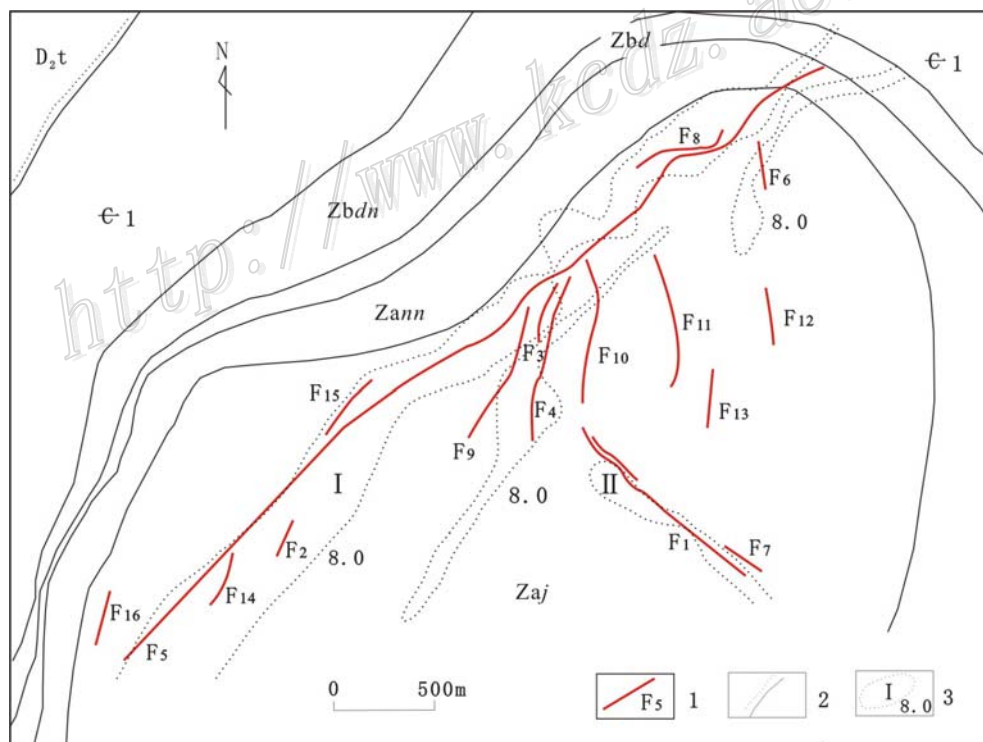 Zbd
Є1
D₂t
N
F8
F6
Є1
Zbdn
8.0
http://www.kcdz.ac
Zann
F11
F12
F3
F10
F15
F4
F13
F9
I
8.0
II
F2
8.0
F1
F7
F14
Zaj
F16
F5
0 500m
F5 1 2 I 8.0 3